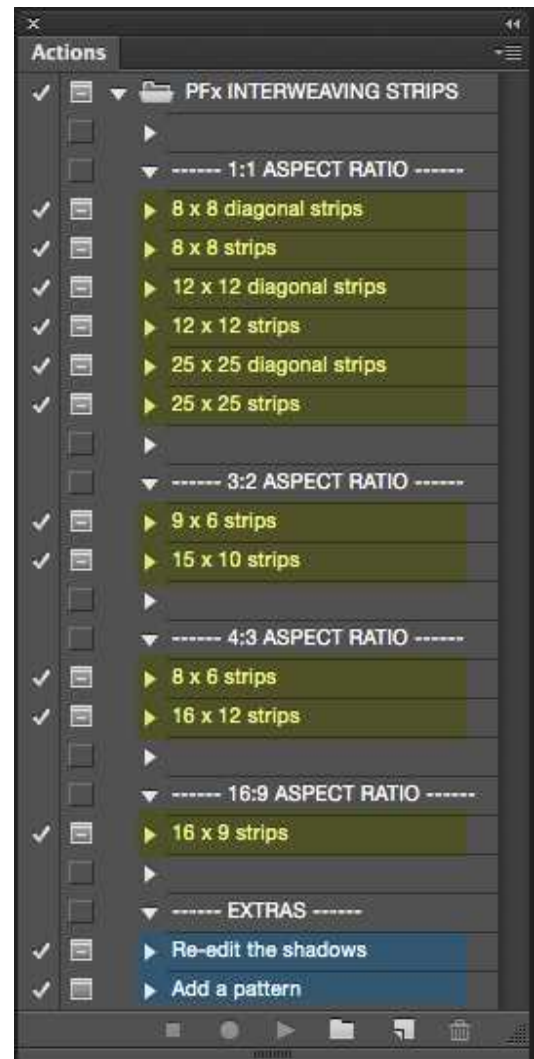 Actions
PFx INTERWEAVING STRIPS
------ 1:1 ASPECT RATIO ------
8 x 8 diagonal strips
8 x 8 strips
12 x 12 diagonal strips
12 x 12 strips
25 x 25 diagonal strips
25 x 25 strips
------ 3:2 ASPECT RATIO ------
9 x 6 strips
15 x 10 strips
------ 4:3 ASPECT RATIO ------
8 x 6 strips
16 x 12 strips
------ 16:9 ASPECT RATIO ------
16 x 9 strips
------ EXTRAS ------
Re-edit the shadows
Add a pattern